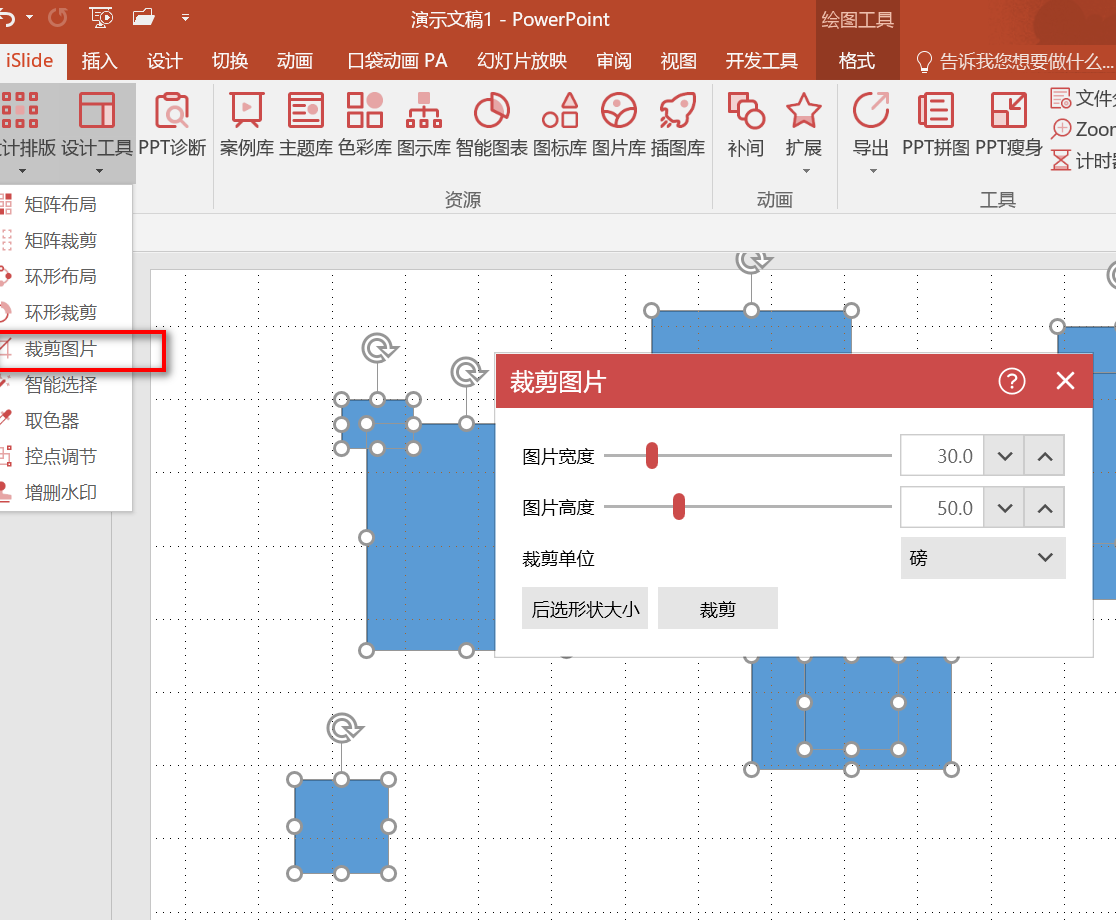 演示文稿1 - PowerPoint
绘图工具
iSlide 插入 设计 切换 动画 口袋动画 PA 幻灯片放映 审阅 视图 开发工具 格式 告诉我您想要做什么...
计排版 设计工具 PPT诊断 案例库 主题库 色彩库 图示库 智能图表 图标库 图片库 插图库 补间 扩展 导出 PPT拼图 PPT瘦身
文件
Zoom
计时
资源 动画 工具
矩阵布局
矩阵裁剪
环形布局
环形裁剪
裁剪图片
智能选择
取色器
控点调节
增删水印
裁剪图片
图片宽度 30.0
图片高度 50.0
裁剪单位 磅
后选形状大小 裁剪